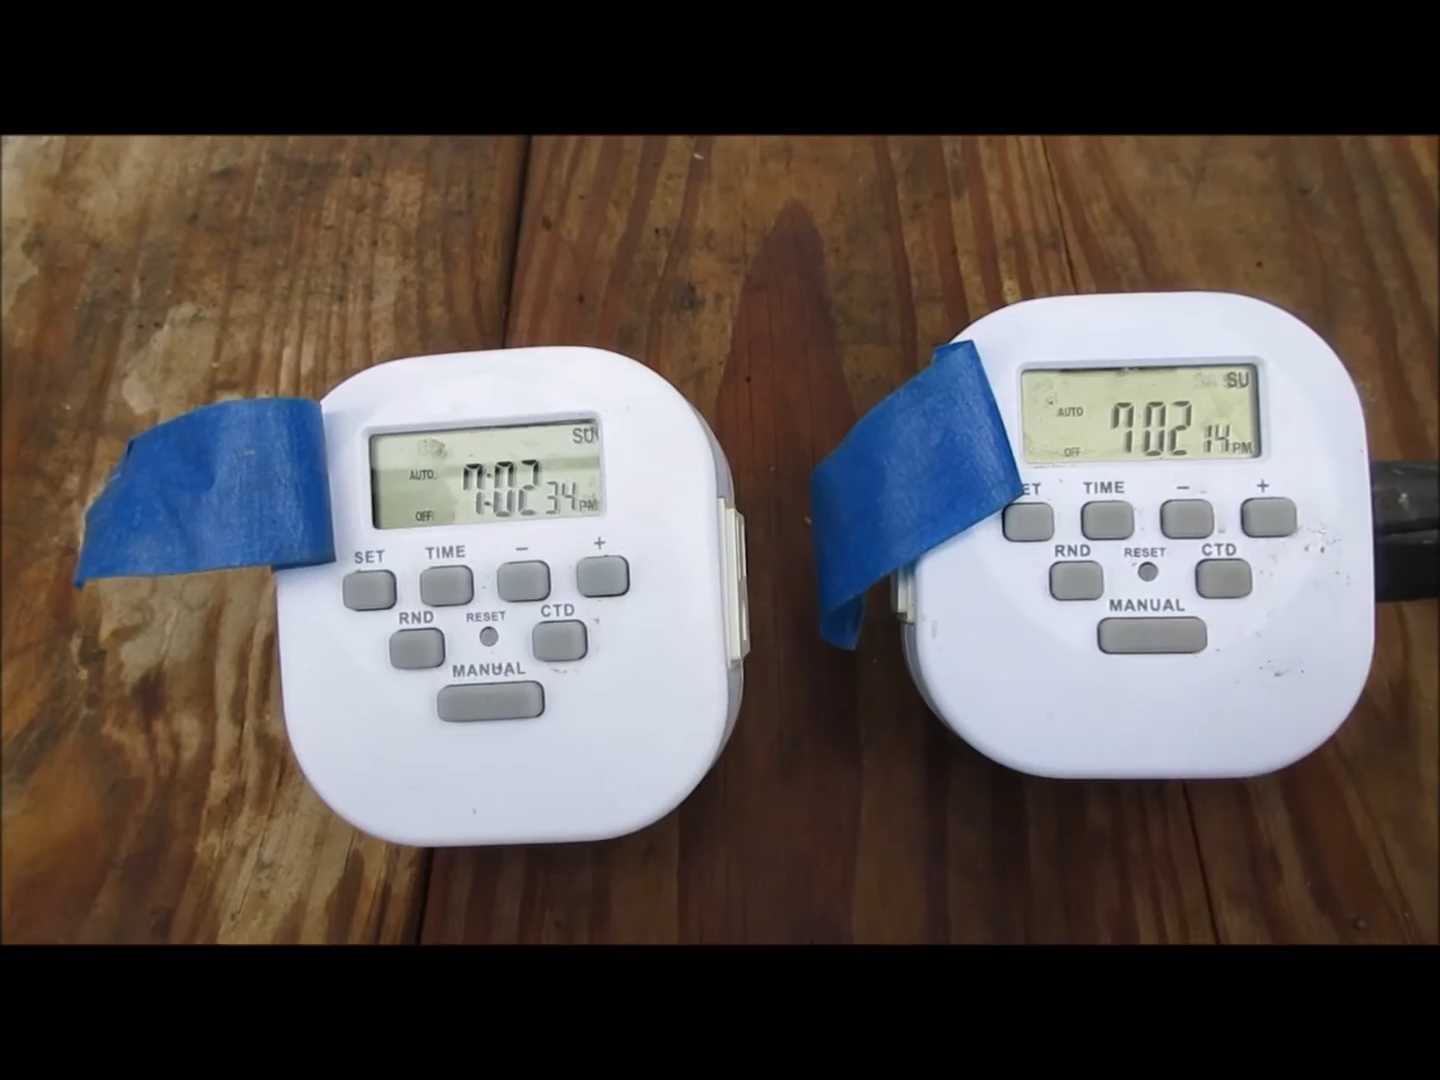 SU
AUTO
7:02 34 PM
OFF
SET TIME - +
RND RESET CTD
MANUAL
SU
AUTO
7:02 14 PM
OFF
ET TIME - +
RND RESET CTD
MANUAL